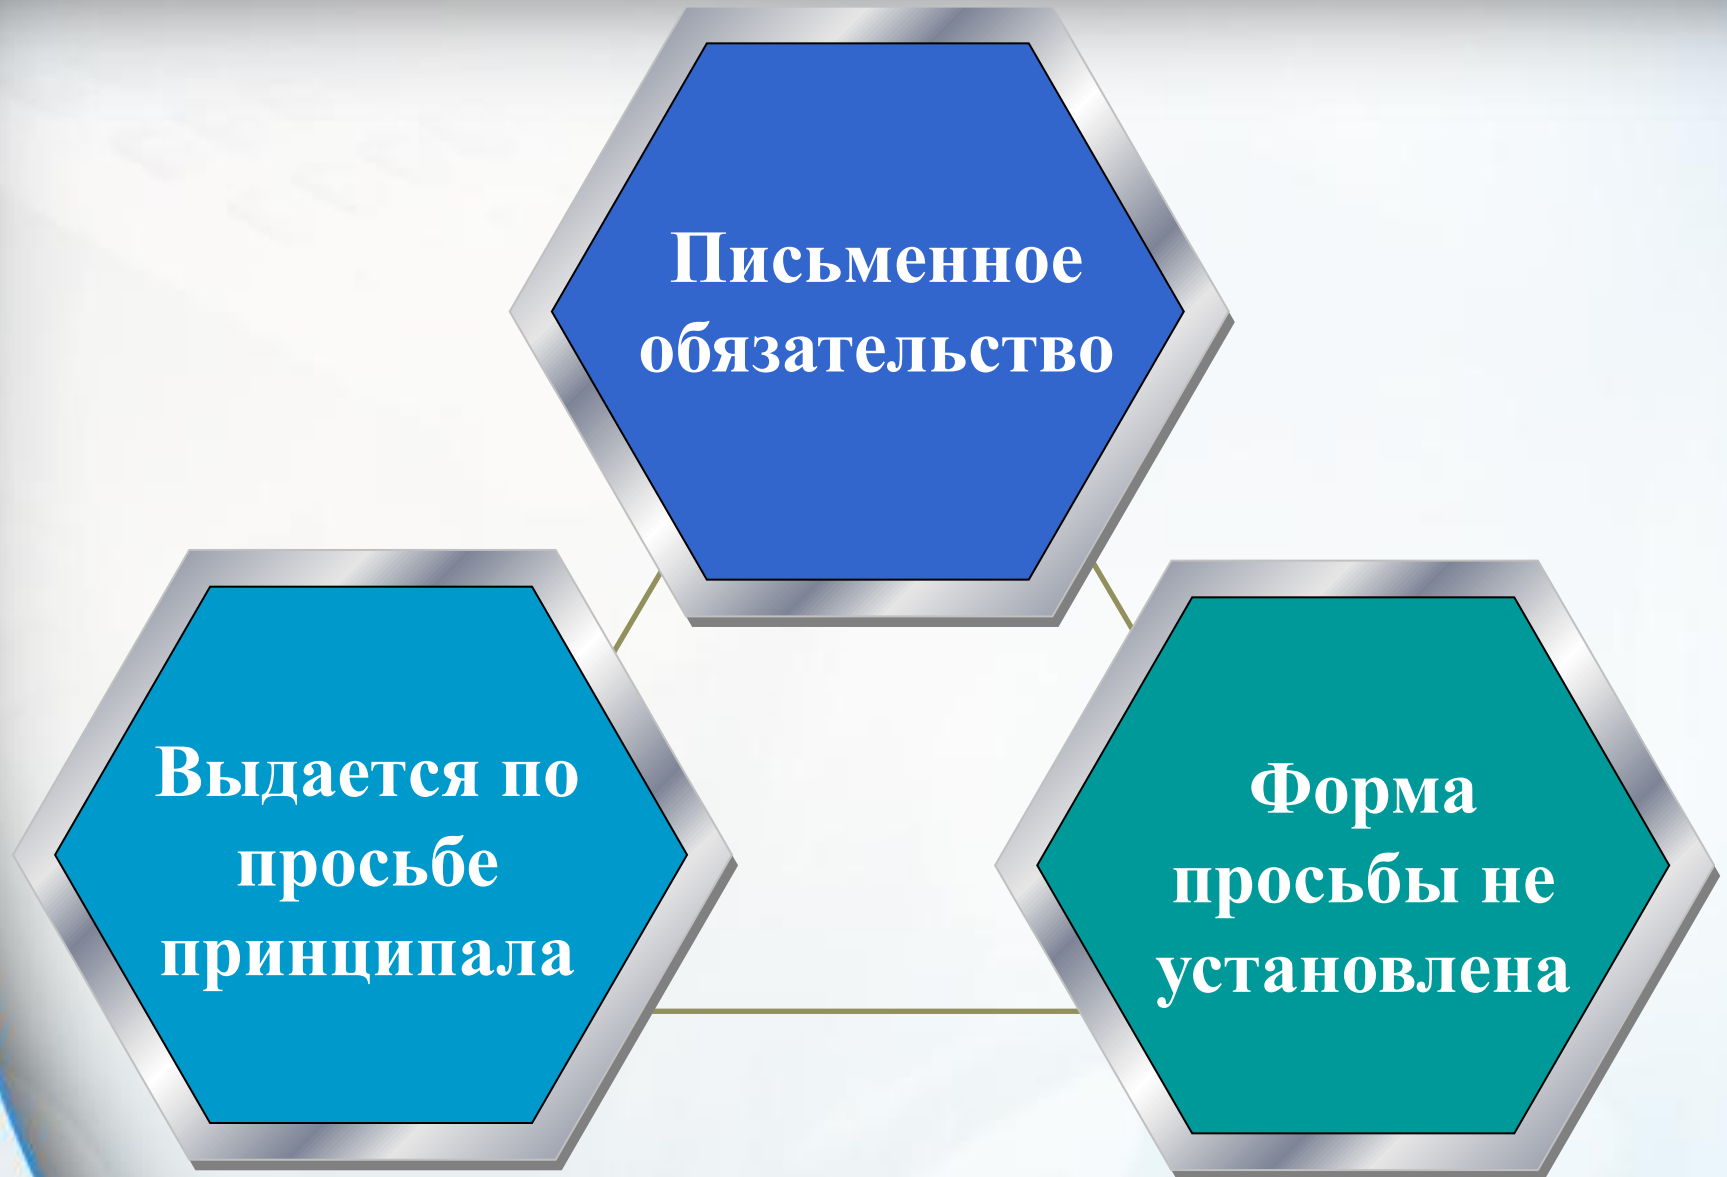 Письменное
обязательство
Выдается по
просьбе
принципала
Форма
просьбы не
установлена